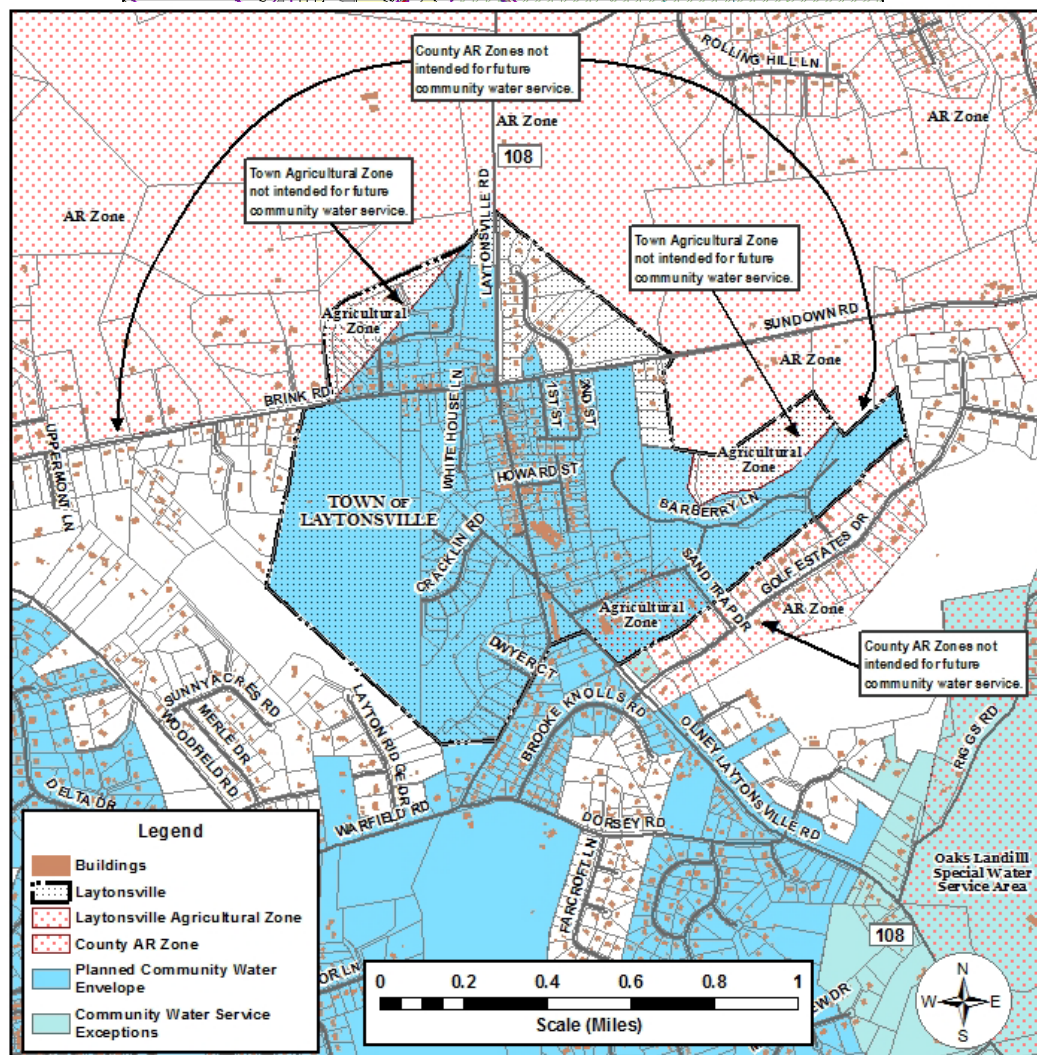 ROLLING HILL LN
County AR Zones not
intended for future
community water service.
AR Zone
AR Zone
108
Town Agricultural Zone
not intended for future
community water service.
LAYTONSVILLE RD
AR Zone
Town Agricultural Zone
not intended for future
community water service.
Agricultural
Zone
SUNDOWN RD
AR Zone
BRINK RD
WHITE HOUSE LN
1ST ST
2ND ST
UPPERMONT LN
HOWARD ST
Agricultural
Zone
TOWN OF
LAYTONSVILLE
BARBERRY LN
CRACKLIN RD
SAND TRAP DR
GOLF ESTATES DR
Agricultural
Zone
AR Zone
County AR Zones not
intended for future
community water service.
DWYER CT
SUNNYACRES RD
MERLE DR
WOODFIELD RD
LAYTON RIDGE DR
BROOKE KNOLLS RD
OLNEY LAYTONSVILLE RD
RIGGS RD
DELTA DR
WARFIELD RD
DORSEY RD
FARCROFT LN
Oaks Landfill
Special Water
Service Area
108
Legend
Buildings
Laytonsville
Laytonsville Agricultural Zone
County AR Zone
Planned Community Water
Envelope
Community Water Service
Exceptions
OR LN
0 0.2 0.4 0.6 0.8 1
Scale (Miles)
N
W E
S